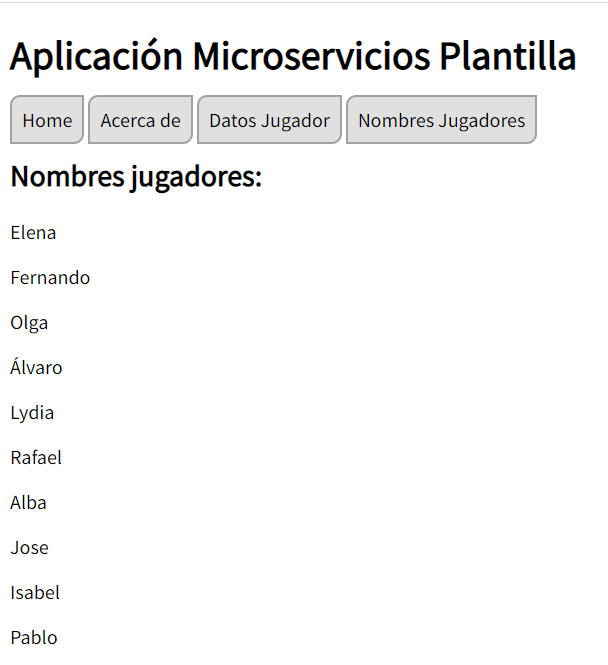 Aplicación Microservicios Plantilla
Home Acerca de Datos Jugador Nombres Jugadores
Nombres jugadores:
Elena
Fernando
Olga
Álvaro
Lydia
Rafael
Alba
Jose
Isabel
Pablo